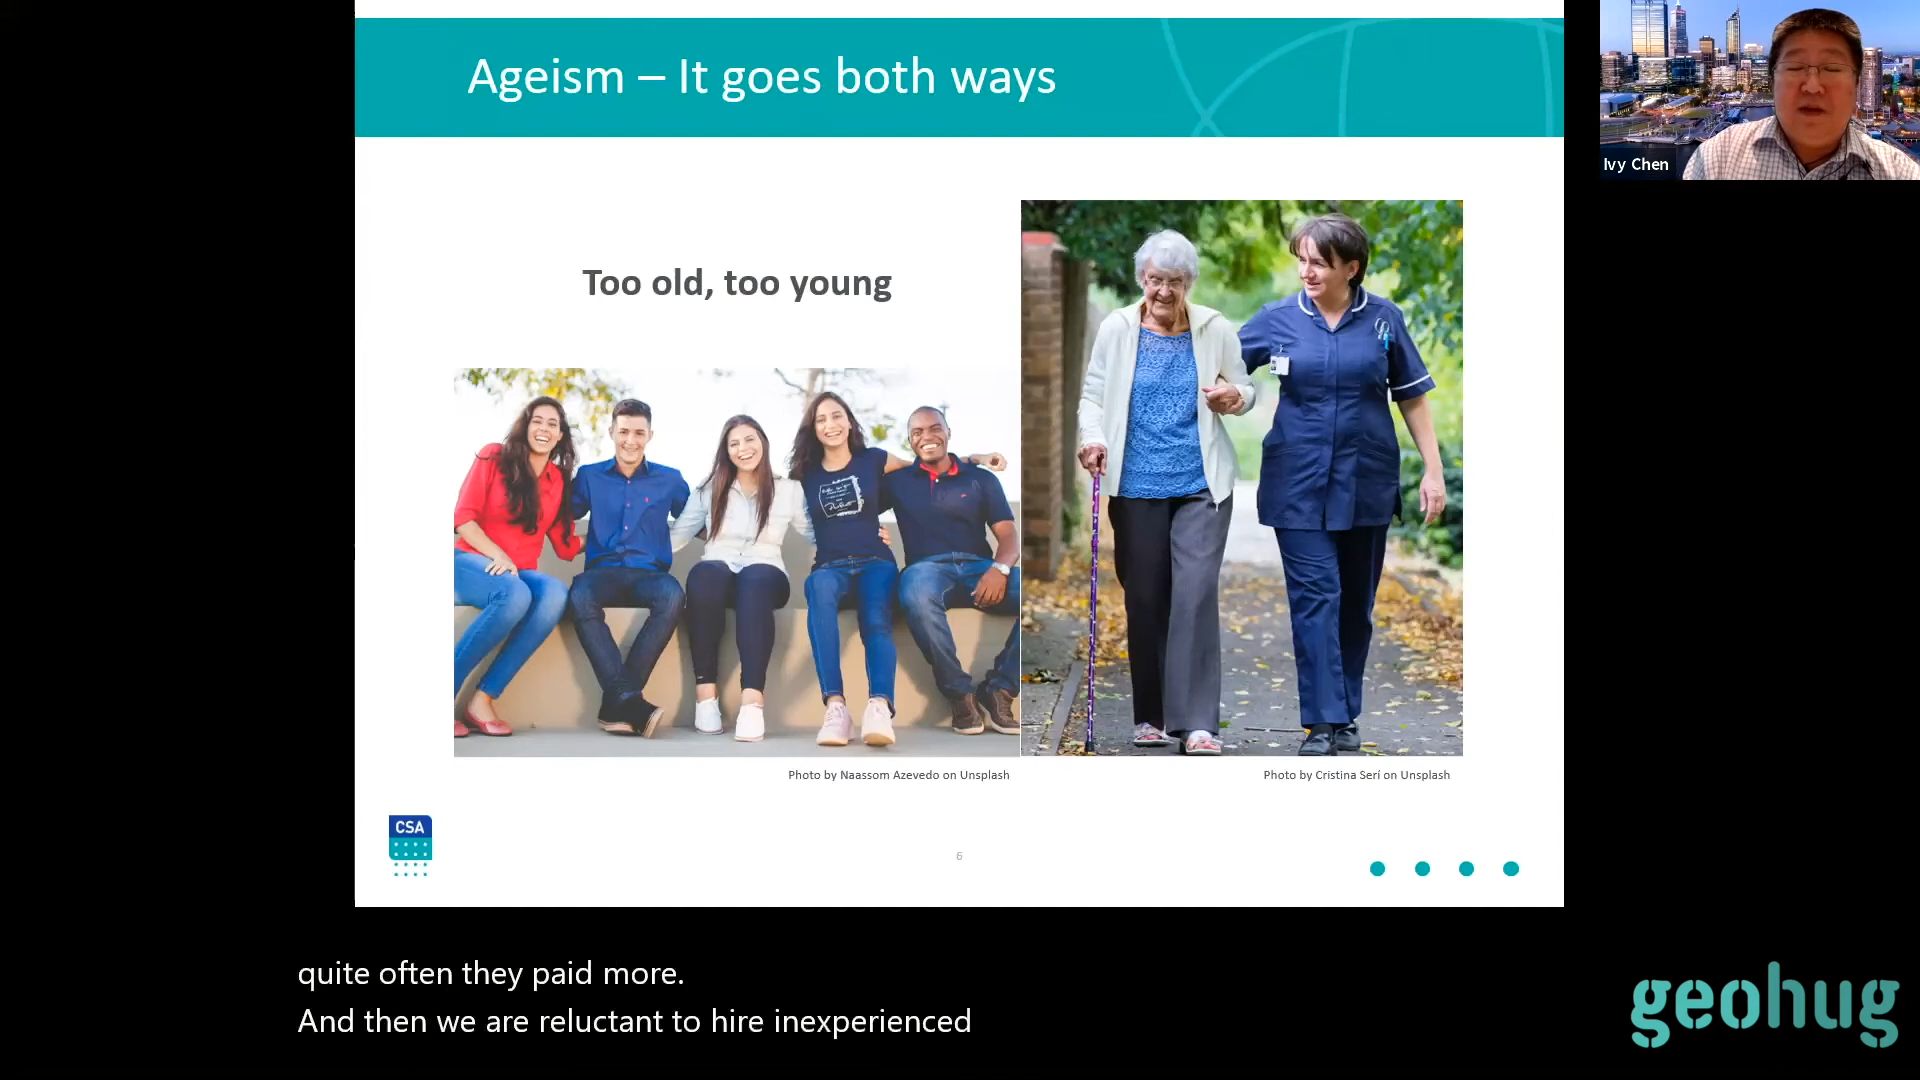 Ageism – It goes both ways
Ivy Chen
Too old, too young
Photo by Naassom Azevedo on Unsplash
Photo by Cristina Serí on Unsplash
CSA
6
quite often they paid more.
And then we are reluctant to hire inexperienced
geohug